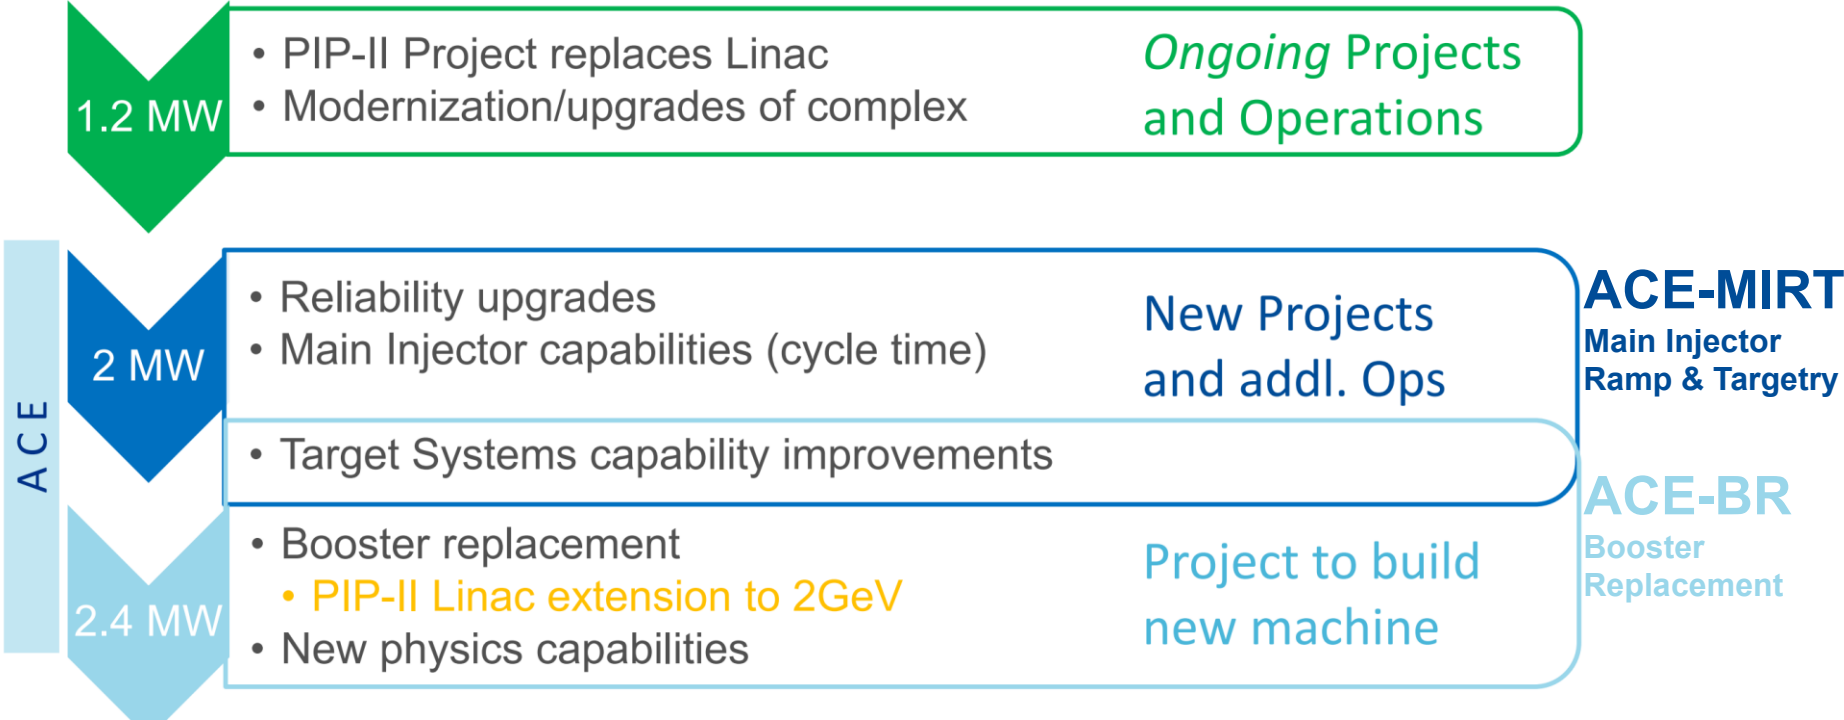 1.2 MW
• PIP-II Project replaces Linac
• Modernization/upgrades of complex
Ongoing Projects
and Operations
ACE
2 MW
• Reliability upgrades
• Main Injector capabilities (cycle time)
• Target Systems capability improvements
New Projects
and addl. Ops
ACE-MIRT
Main Injector
Ramp & Targetry
2.4 MW
• Booster replacement
• PIP-II Linac extension to 2GeV
• New physics capabilities
Project to build
new machine
ACE-BR
Booster
Replacement